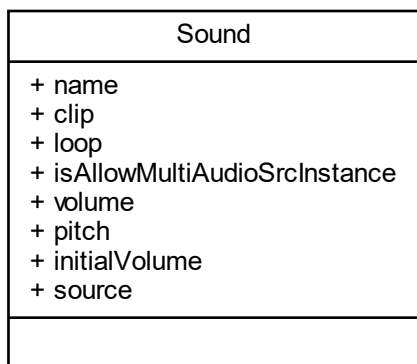 Sound
+ name
+ clip
+ loop
+ isAllowMultiAudioSrcInstance
+ volume
+ pitch
+ initialVolume
+ source